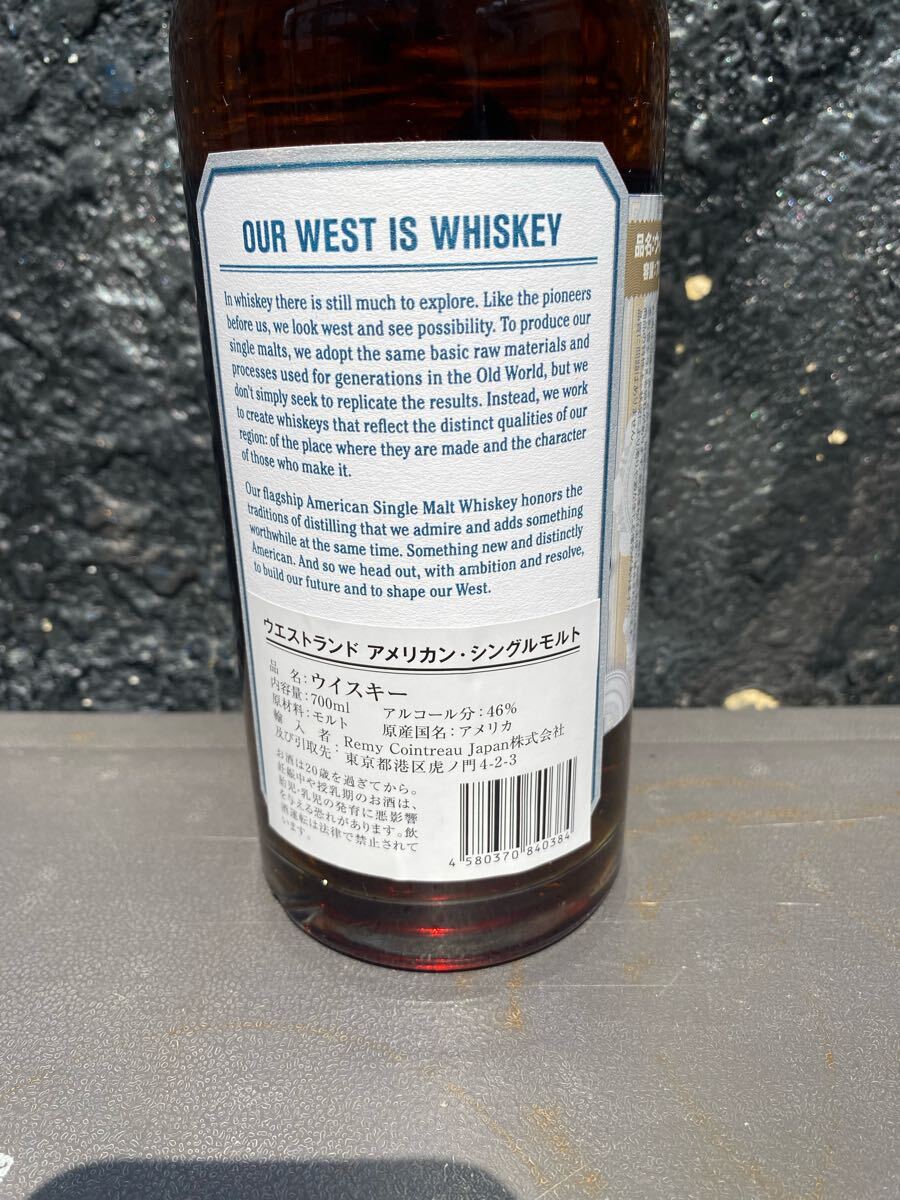 OUR WEST IS WHISKEY
In whiskey there is still much to explore. Like the pioneers
before us, we look west and see possibility. To produce our
single malts, we adopt the same basic raw materials and
processes used for generations in the Old World, but we
don't simply seek to replicate the results. Instead, we work
to create whiskeys that reflect the distinct qualities of our
region: of the place where they are made and the character
of those who make it.
Our flagship American Single Malt Whiskey honors the
traditions of distilling that we admire and adds something
worthwhile at the same time. Something new and distinctly
American. And so we head out, with ambition and resolve,
to build our future and to shape our West.
ウエストランド アメリカン・シングルモルト
品 名:ウイスキー
内容量:700ml アルコール分:46%
原材料:モルト 原産国名:アメリカ
輸 入 者 Remy Cointreau Japan株式会社
及び引取先: 東京都港区虎ノ門4-2-3
お酒は20歳を過ぎてから。
妊娠中や授乳期のお酒は、
胎児・乳児の発育に悪影響
を与える恐れがあります。飲
酒運転は法律で禁止されて
います。
4 580370 840384
品名:ウイ
容量:7